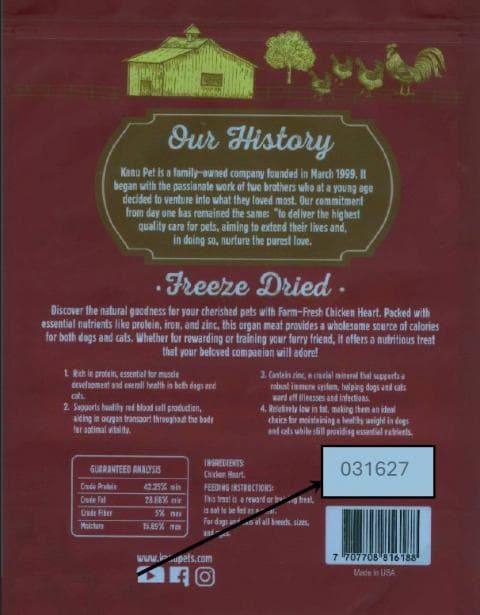 Our History
Kanu Pet is a family-owned company founded in March 1999. It
began with the passionate work of two brothers who at a young age
decided to venture into what they loved most. Our commitment
from day one has remained the same: "to deliver the highest
quality care for pets, aiming to extend their lives and,
in doing so, nurture the purest love.
· Freeze Dried ·
Discover the natural goodness for your cherished pets with Farm-Fresh Chicken Heart. Packed with
essential nutrients like protein, iron, and zinc, this organ meat provides a wholesome source of calories
for both dogs and cats. Whether for rewarding or training your furry friend, it offers a nutritious treat
that your beloved companion will adore!
1. Rich in protein, essential for muscle
development and overall health in both dogs and
cats.
2. Supports healthy red blood cell production,
aiding in oxygen transport throughout the body
for optimal vitality.
3. Contains zinc, a crucial mineral that supports a
robust immune system, helping dogs and cats
ward off illnesses and infections.
4. Relatively low in fat, making them an ideal
choice for maintaining a healthy weight in dogs
and cats while still providing essential nutrients.
GUARANTEED ANALYSIS
Crude Protein 42.25% min
Crude Fat 28.68% min
Crude Fiber 5% max
Moisture 15.85% max
INGREDIENTS:
Chicken Heart.
FEEDING INSTRUCTIONS:
This treat is a reward or training treat,
is not to be fed as a
For dogs and cats of all breeds, sizes,
and
www.kanupets.com
031627
7 707708 816188
Made in USA